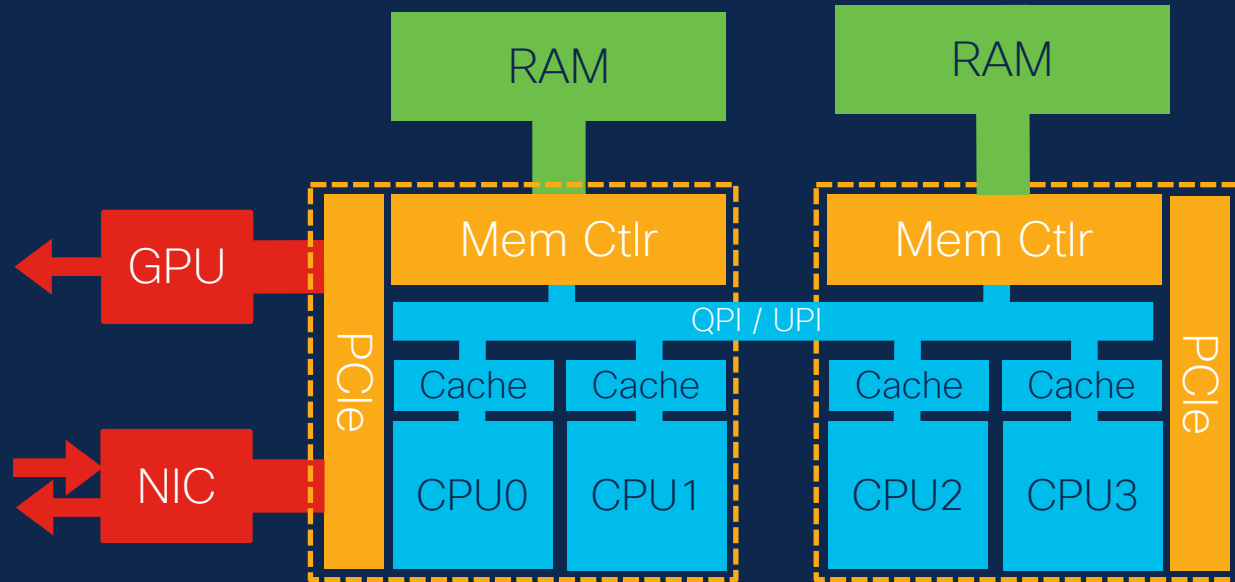 RAM
RAM
Mem Ctlr
Mem Ctlr
GPU
QPI / UPI
PCIe
PCIe
Cache
Cache
Cache
Cache
NIC
CPU0
CPU1
CPU2
CPU3